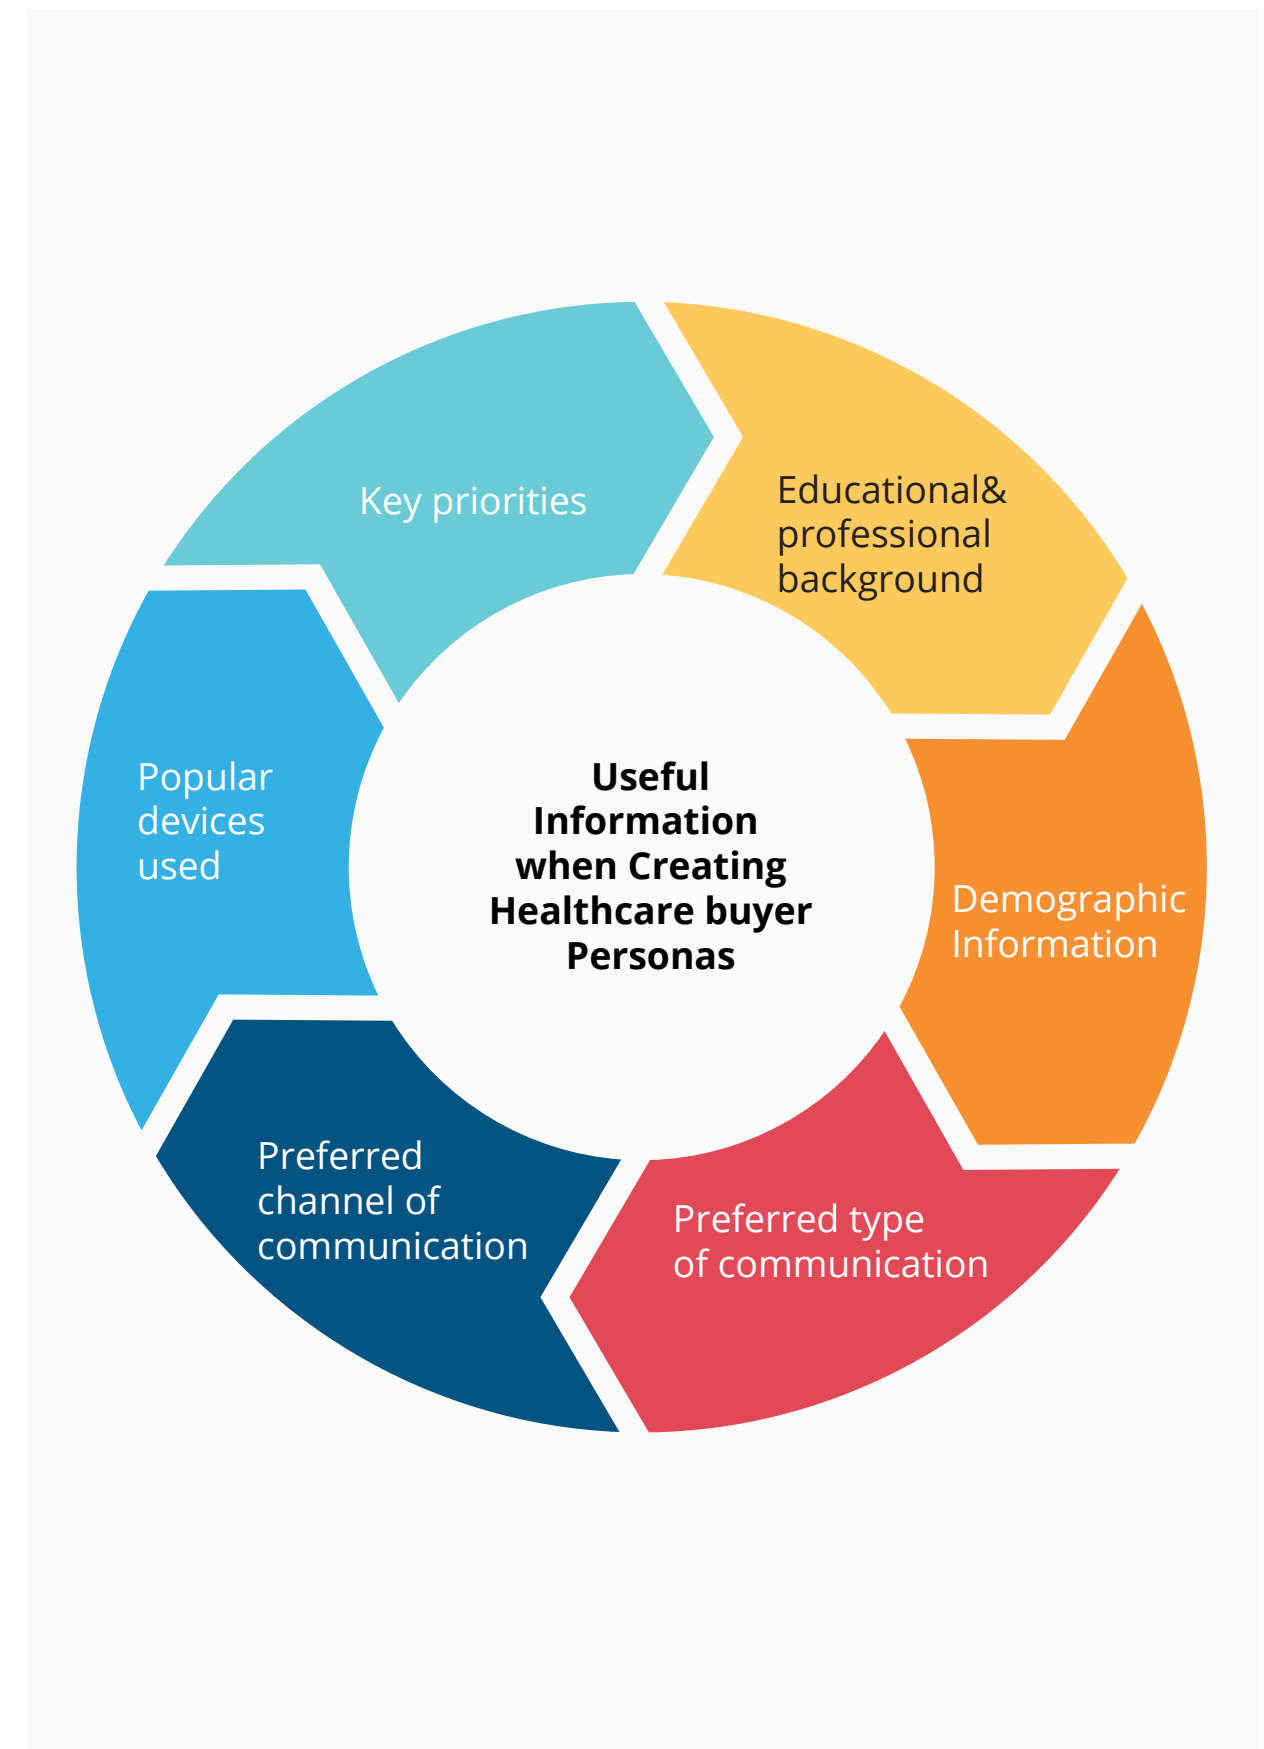 Key priorities
Educational&
professional
background
Popular
devices
used
Useful
Information
when Creating
Healthcare buyer
Personas
Demographic
Information
Preferred
channel of
communication
Preferred type
of communication